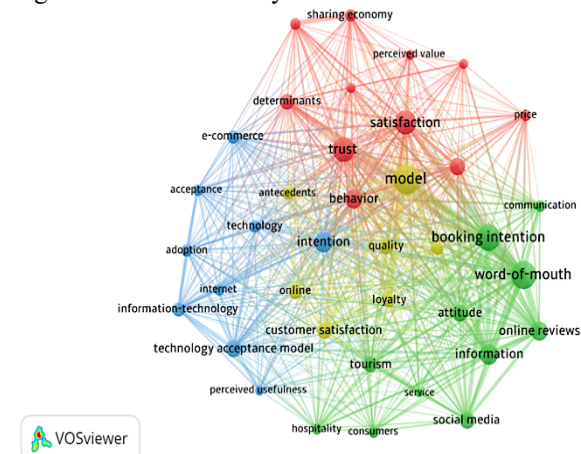 sharing economy
perceived value
determinants
price
satisfaction
e-commerce
trust
model
acceptance
antecedents
behavior
communication
technology
intention
quality
booking intention
adoption
word-of-mouth
internet
online
loyalty
information-technology
attitude
customer satisfaction
online reviews
technology acceptance model
information
tourism
perceived usefulness
service
social media
hospitality
consumers
VOSviewer